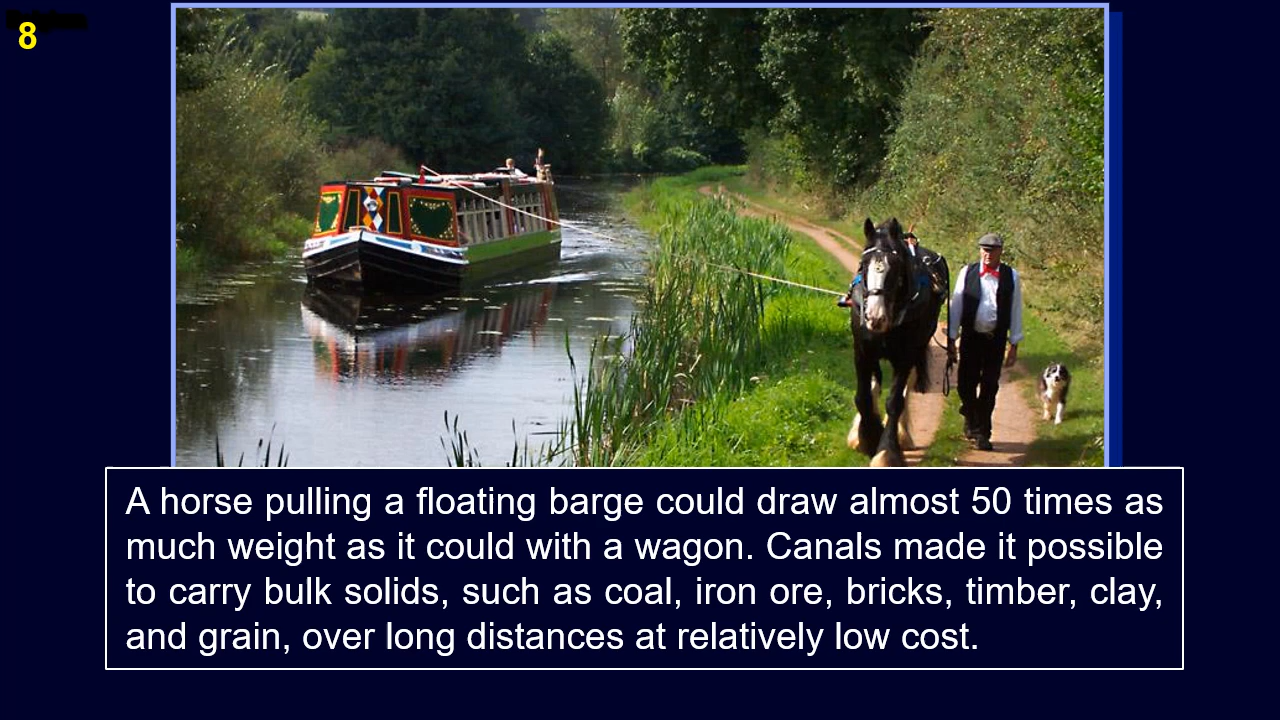 8
A horse pulling a floating barge could draw almost 50 times as
much weight as it could with a wagon. Canals made it possible
to carry bulk solids, such as coal, iron ore, bricks, timber, clay,
and grain, over long distances at relatively low cost.